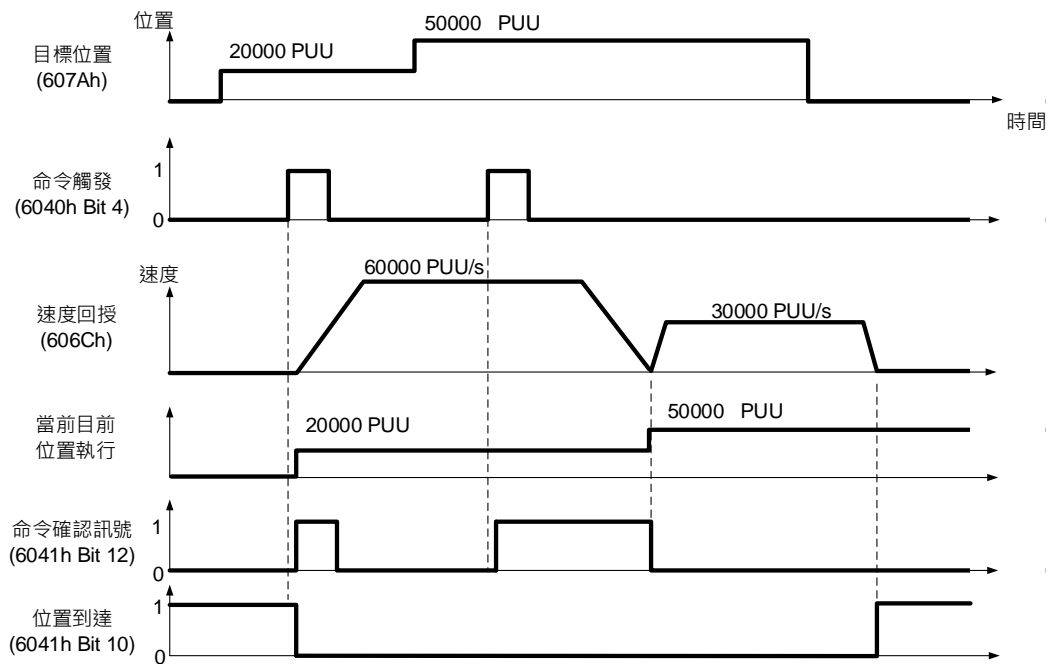 位置
目標位置
(607Ah)
20000 PUU
50000 PUU
時間
命令觸發
(6040h Bit 4)
1
0
速度
速度回授
(606Ch)
60000 PUU/s
30000 PUU/s
當前目前
位置執行
20000 PUU
50000 PUU
命令確認訊號
(6041h Bit 12)
1
0
位置到達
(6041h Bit 10)
1
0